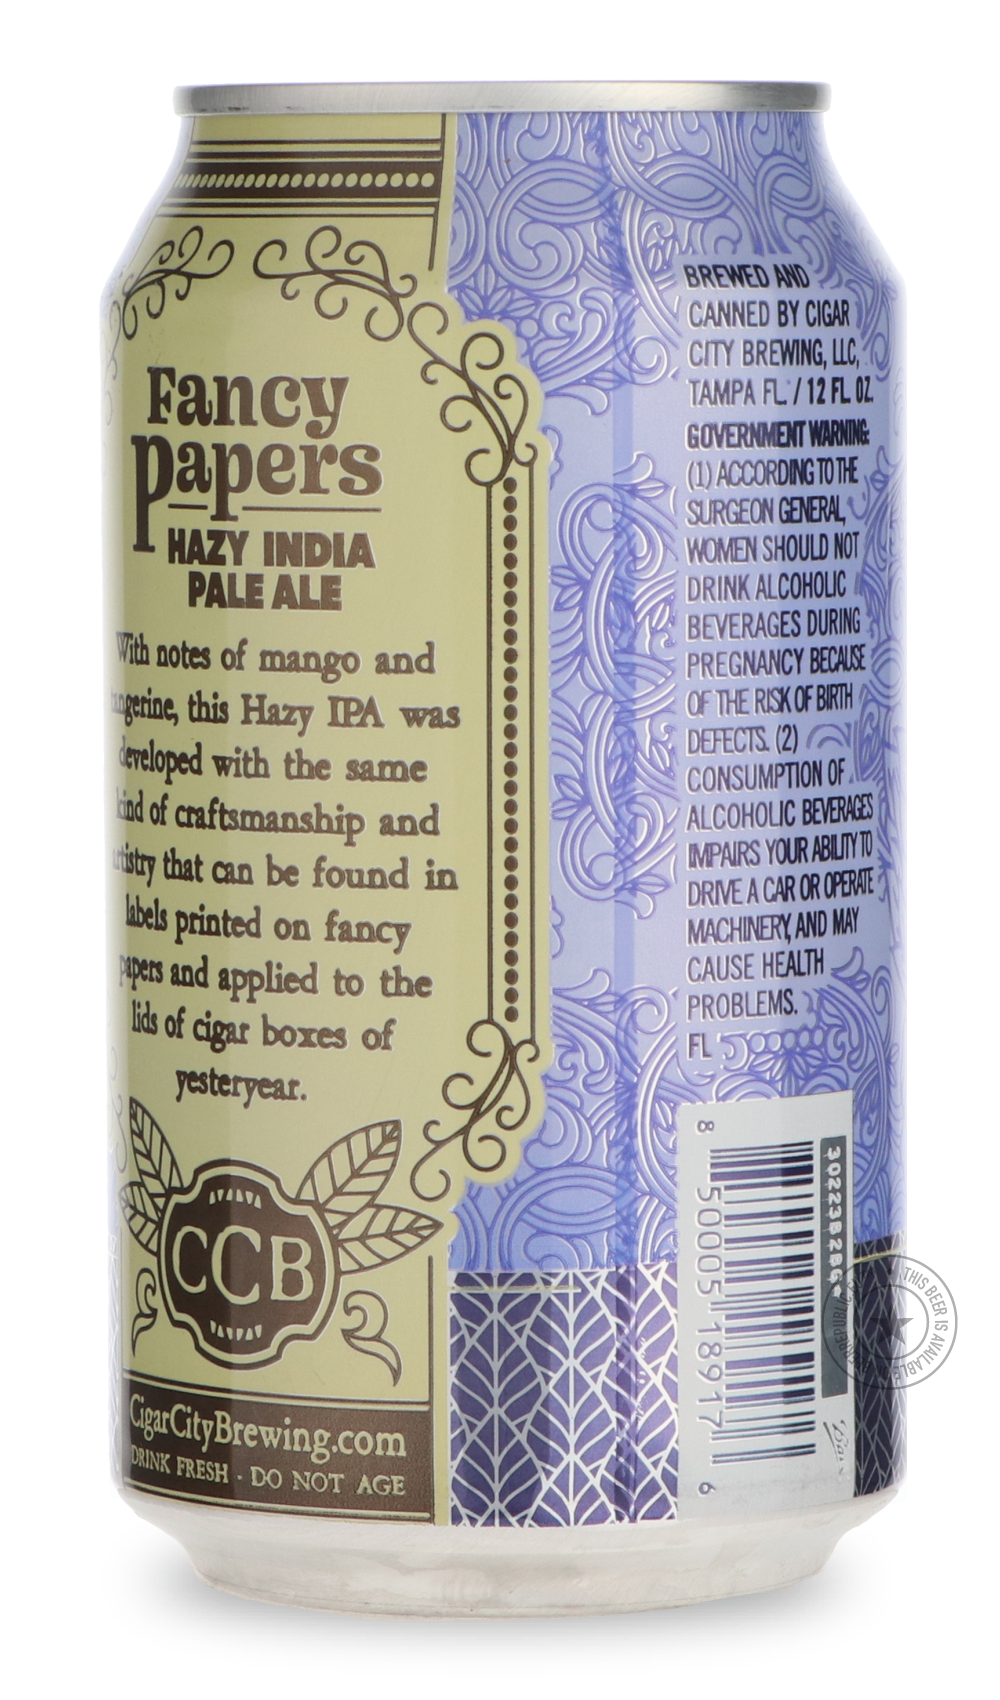 Fancy
papers
HAZY INDIA
PALE ALE
With notes of mango and
tangerine, this Hazy IPA was
developed with the same
kind of craftsmanship and
artistry that can be found in
labels printed on fancy
papers and applied to the
lids of cigar boxes of
yesteryear.
CCB
CigarCityBrewing.com
DRINK FRESH · DO NOT AGE
BREWED AND
CANNED BY CIGAR
CITY BREWING, LLC,
TAMPA FL. / 12 FL. OZ.
GOVERNMENT WARNING:
(1) ACCORDING TO THE
SURGEON GENERAL,
WOMEN SHOULD NOT
DRINK ALCOHOLIC
BEVERAGES DURING
PREGNANCY BECAUSE
OF THE RISK OF BIRTH
DEFECTS. (2)
CONSUMPTION OF
ALCOHOLIC BEVERAGES
IMPAIRS YOUR ABILITY TO
DRIVE A CAR OR OPERATE
MACHINERY, AND MAY
CAUSE HEALTH
PROBLEMS.
FL
8 50005 18917 6
THIS BEER IS AVAILABLE